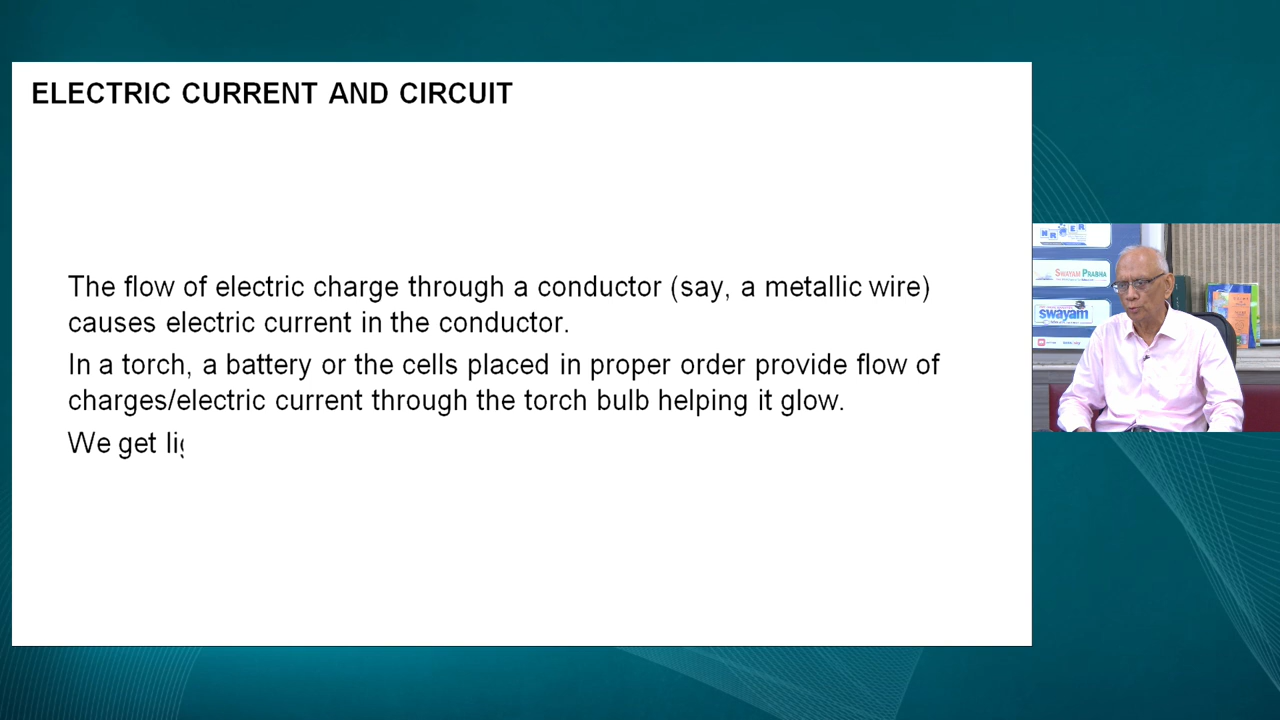 ELECTRIC CURRENT AND CIRCUIT
The flow of electric charge through a conductor (say, a metallic wire)
causes electric current in the conductor.
In a torch, a battery or the cells placed in proper order provide flow of
charges/electric current through the torch bulb helping it glow.
We get
SWAYAM PRABHA
swayam